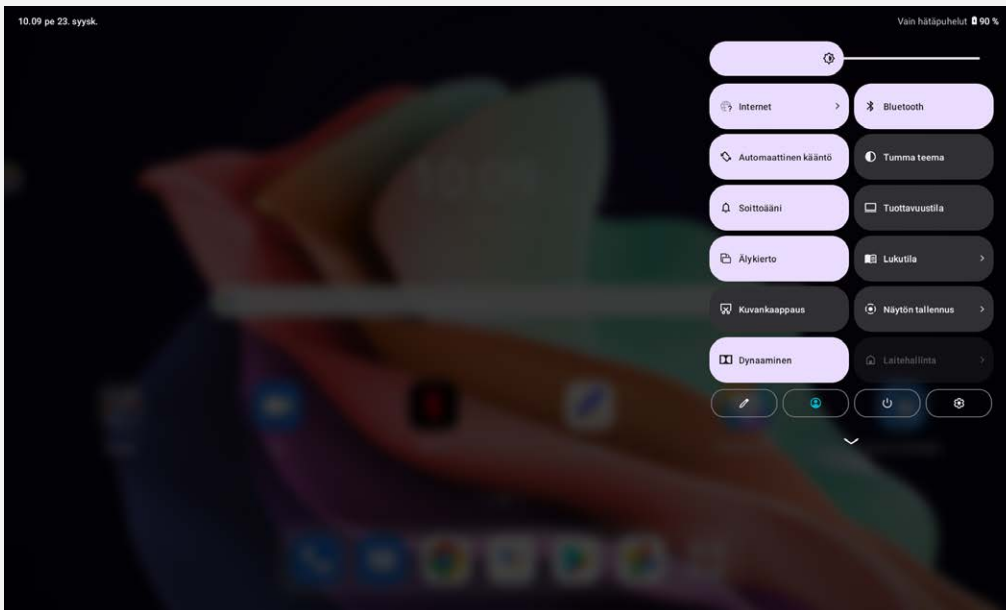 10.09 pe 23. syysk.
Vain hätäpuhelut 90 %
Internet
Bluetooth
Automaattinen kääntö
Tumma teema
Soittoääni
Tuottavuustila
Älykierto
Lukutila
Kuvankaappaus
Näytön tallennus
Dynaaminen
Laitehallinta